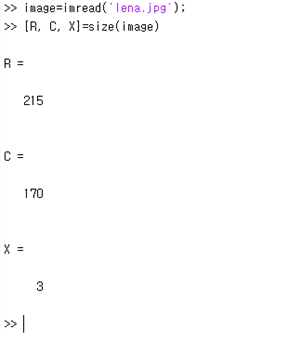 >> image=imread('lena.jpg');
>> [R, C, X]=size(image)
R =
215
C =
170
X =
3
>>